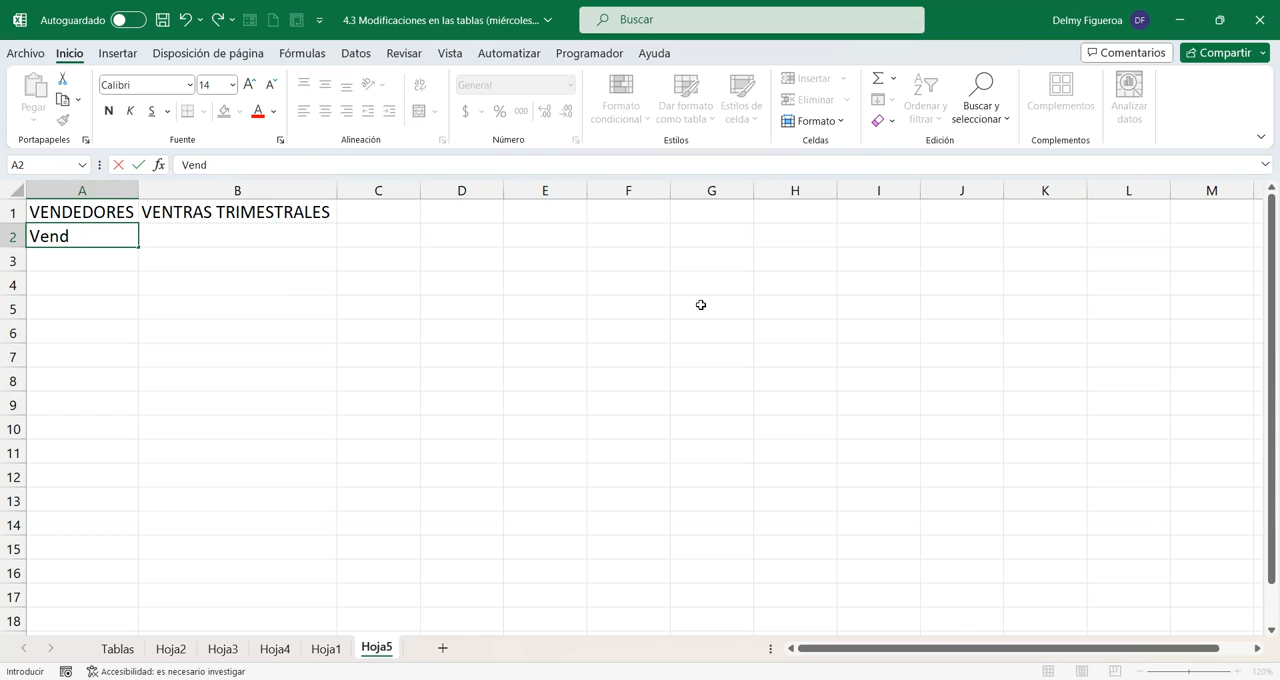 Autoguardado
4.3 Modificaciones en las tablas (miércoles...
Buscar
Delmy Figueroa
DF
Archivo Inicio Insertar Disposición de página Fórmulas Datos Revisar Vista Automatizar Programador Ayuda
Comentarios
Compartir
Pegar
Portapapeles
Calibri
14
N K S
Fuente
Alineación
General
$ % 000
Número
Formato condicional
Dar formato como tabla
Estilos de celda
Estilos
Insertar
Eliminar
Formato
Celdas
Ordenar y filtrar
Buscar y seleccionar
Edición
Complementos
Complementos
Analizar datos
A2
fx
Vend
A B C D E F G H I J K L M
1 VENDEDORES VENTRAS TRIMESTRALES
2 Vend
3
4
5
6
7
8
9
10
11
12
13
14
15
16
17
18
Tablas Hoja2 Hoja3 Hoja4 Hoja1 Hoja5
Introducir
Accesibilidad: es necesario investigar
120%